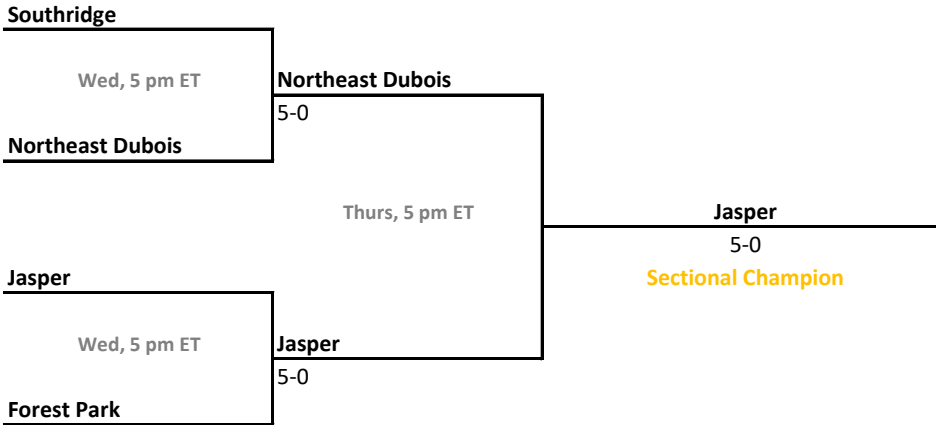 Southridge
Wed, 5 pm ET
Northeast Dubois
5-0
Northeast Dubois
Thurs, 5 pm ET
Jasper
5-0
Sectional Champion
Jasper
Wed, 5 pm ET
Jasper
5-0
Forest Park